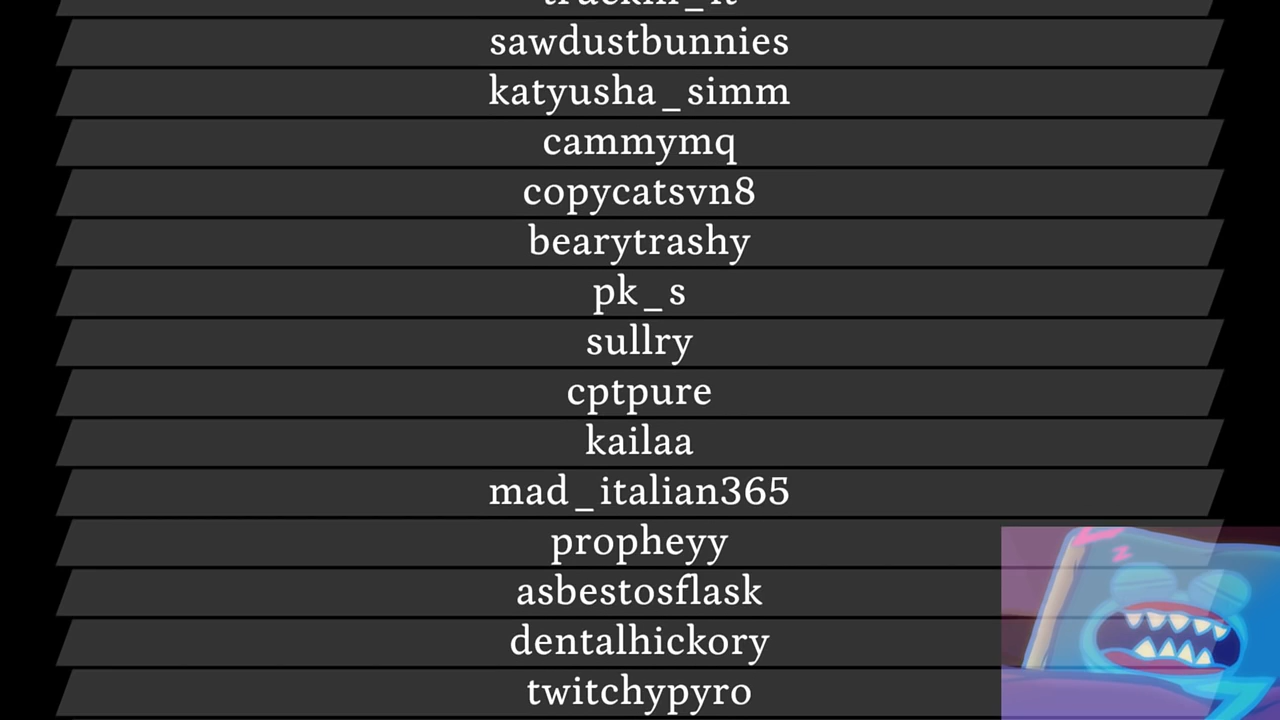 sawdustbunnies
katyusha_simm
cammymq
copycatsvn8
bearytrashy
pk_s
sullry
cptpure
kailaa
mad_italian365
propheyy
asbestosflask
dentalhickory
twitchypyro
z